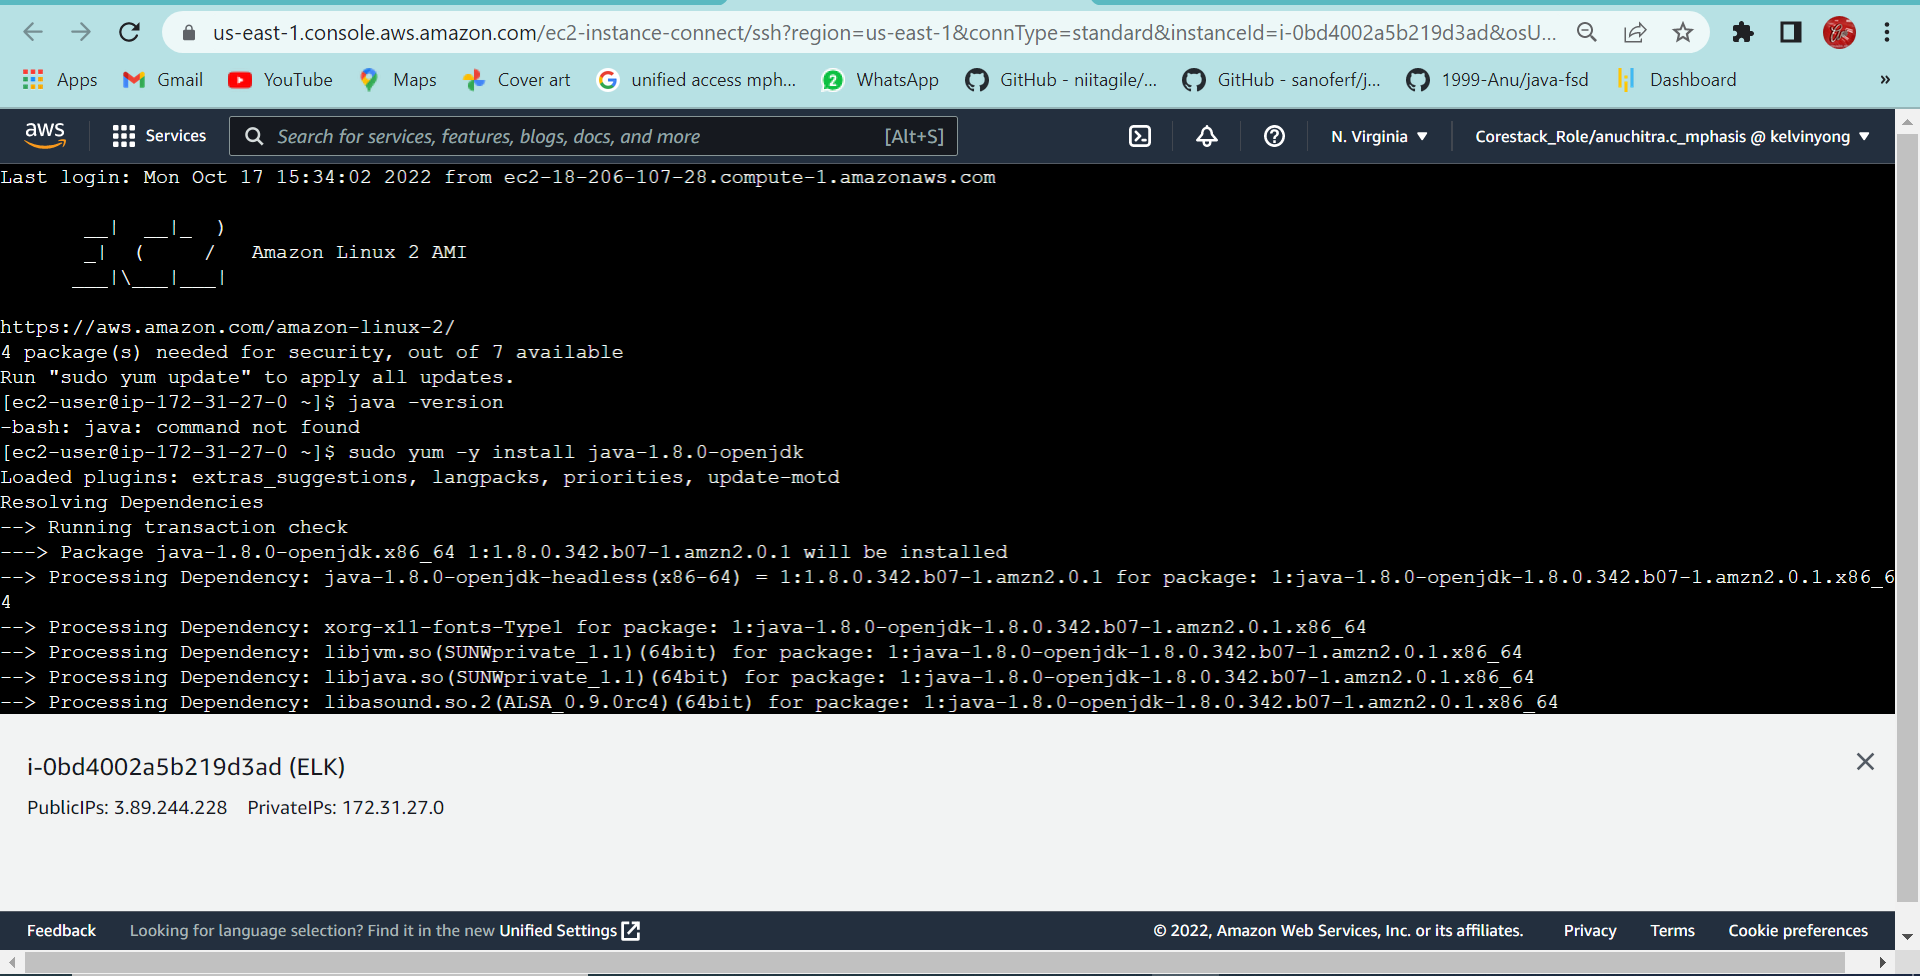 us-east-1.console.aws.amazon.com/ec2-instance-connect/ssh?region=us-east-1&connType=standard&instanceId=i-0bd4002a5b219d3ad&osU...
Apps Gmail YouTube Maps Cover art unified access mph... WhatsApp GitHub - niitagile/... GitHub - sanoferf/j... 1999-Anu/java-fsd Dashboard »
aws Services Search for services, features, blogs, docs, and more [Alt+S] N. Virginia Corestack_Role/anuchitra.c_mphasis @ kelvinyong
Last login: Mon Oct 17 15:34:02 2022 from ec2-18-206-107-28.compute-1.amazonaws.com
       __|  __|_  )
       _|  (     /   Amazon Linux 2 AMI
      ___|\___|___|
https://aws.amazon.com/amazon-linux-2/
4 package(s) needed for security, out of 7 available
Run "sudo yum update" to apply all updates.
[ec2-user@ip-172-31-27-0 ~]$ java -version
-bash: java: command not found
[ec2-user@ip-172-31-27-0 ~]$ sudo yum -y install java-1.8.0-openjdk
Loaded plugins: extras_suggestions, langpacks, priorities, update-motd
Resolving Dependencies
--> Running transaction check
---> Package java-1.8.0-openjdk.x86_64 1:1.8.0.342.b07-1.amzn2.0.1 will be installed
--> Processing Dependency: java-1.8.0-openjdk-headless(x86-64) = 1:1.8.0.342.b07-1.amzn2.0.1 for package: 1:java-1.8.0-openjdk-1.8.0.342.b07-1.amzn2.0.1.x86_6
4
--> Processing Dependency: xorg-x11-fonts-Type1 for package: 1:java-1.8.0-openjdk-1.8.0.342.b07-1.amzn2.0.1.x86_64
--> Processing Dependency: libjvm.so(SUNWprivate_1.1)(64bit) for package: 1:java-1.8.0-openjdk-1.8.0.342.b07-1.amzn2.0.1.x86_64
--> Processing Dependency: libjava.so(SUNWprivate_1.1)(64bit) for package: 1:java-1.8.0-openjdk-1.8.0.342.b07-1.amzn2.0.1.x86_64
--> Processing Dependency: libasound.so.2(ALSA_0.9.0rc4)(64bit) for package: 1:java-1.8.0-openjdk-1.8.0.342.b07-1.amzn2.0.1.x86_64
i-0bd4002a5b219d3ad (ELK)
PublicIPs: 3.89.244.228 PrivateIPs: 172.31.27.0
Feedback Looking for language selection? Find it in the new Unified Settings © 2022, Amazon Web Services, Inc. or its affiliates. Privacy Terms Cookie preferences